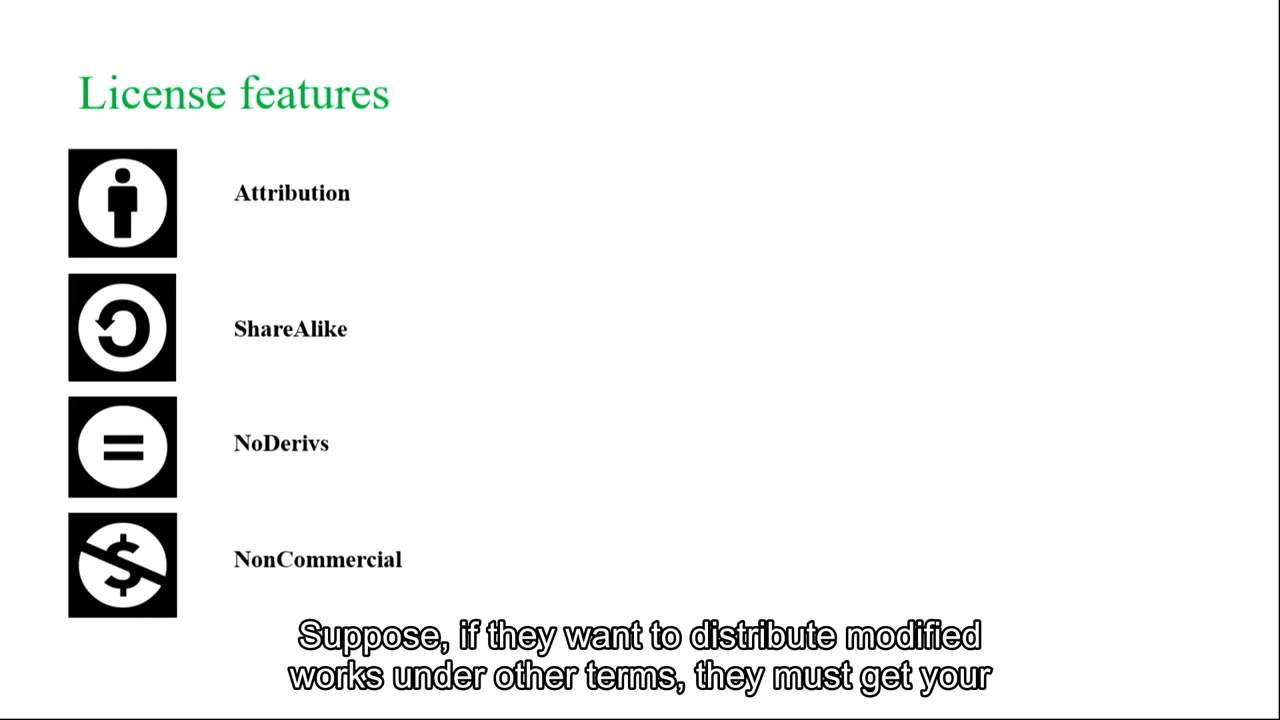 License features
Attribution
ShareAlike
NoDerivs
NonCommercial
Suppose, if they want to distribute modified
works under other terms, they must get your